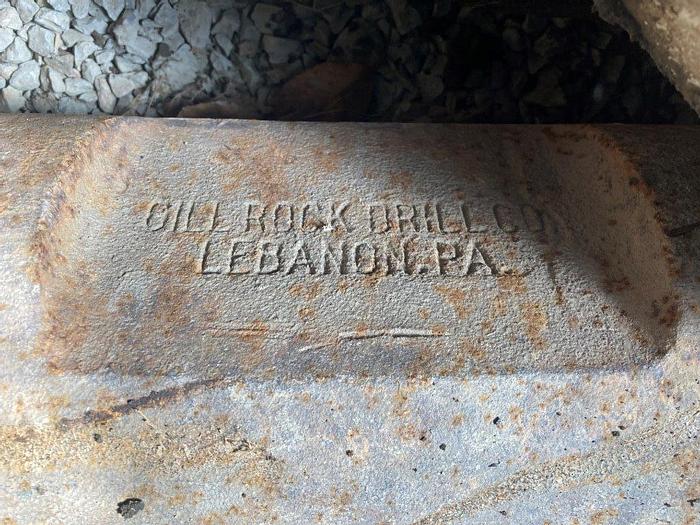 GILL ROCK DRILL CO.
LEBANON, PA.